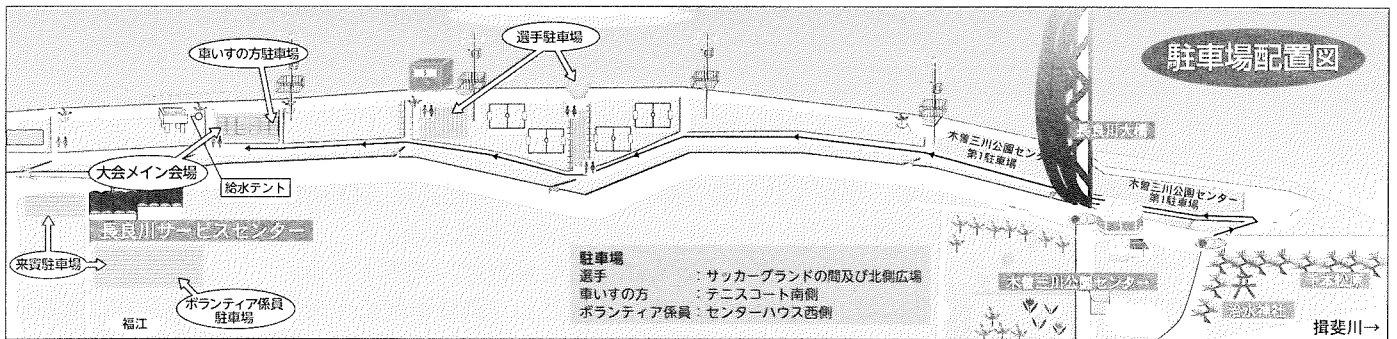 駐車場配置図
選手駐車場
車いすの方駐車場
大会メイン会場
給水テント
長良川サービスセンター
来賓駐車場
ボランティア係員
駐車場
福江
長良川大橋
木曽三川公園センター
第1駐車場
木曽三川公園センター
第1駐車場
木曽三川公園センター
千本松原
治水神社
揖斐川→
駐車場
選手 : サッカーグランドの間及び北側広場
車いすの方 : テニスコート南側
ボランティア係員 : センターハウス西側